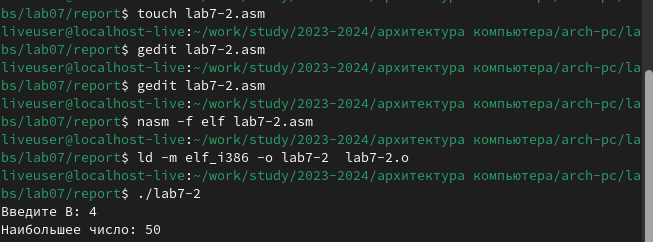 bs/lab07/report$ touch lab7-2.asm
liveuser@localhost-live:~/work/study/2023-2024/архитектура компьютера/arch-pc/la
bs/lab07/report$ gedit lab7-2.asm
liveuser@localhost-live:~/work/study/2023-2024/архитектура компьютера/arch-pc/la
bs/lab07/report$ gedit lab7-2.asm
liveuser@localhost-live:~/work/study/2023-2024/архитектура компьютера/arch-pc/la
bs/lab07/report$ nasm -f elf lab7-2.asm
liveuser@localhost-live:~/work/study/2023-2024/архитектура компьютера/arch-pc/la
bs/lab07/report$ ld -m elf_i386 -o lab7-2  lab7-2.o
liveuser@localhost-live:~/work/study/2023-2024/архитектура компьютера/arch-pc/la
bs/lab07/report$ ./lab7-2
Введите B: 4
Наибольшее число: 50